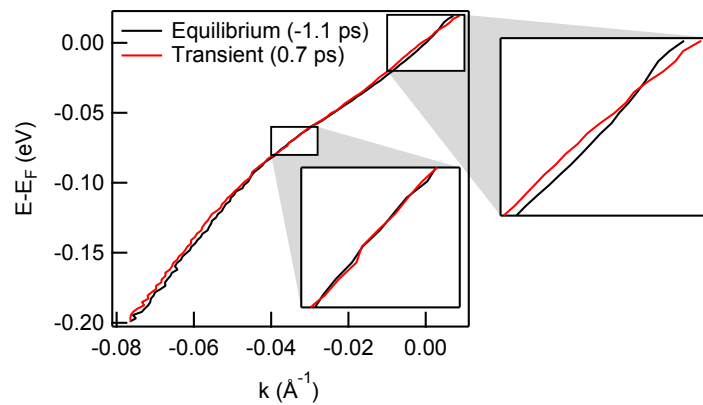 Equilibrium (-1.1 ps)
Transient (0.7 ps)
0.00
-0.05
-0.10
-0.15
-0.20
E-EF (eV)
-0.08 -0.06 -0.04 -0.02 0.00
k (Å-1)